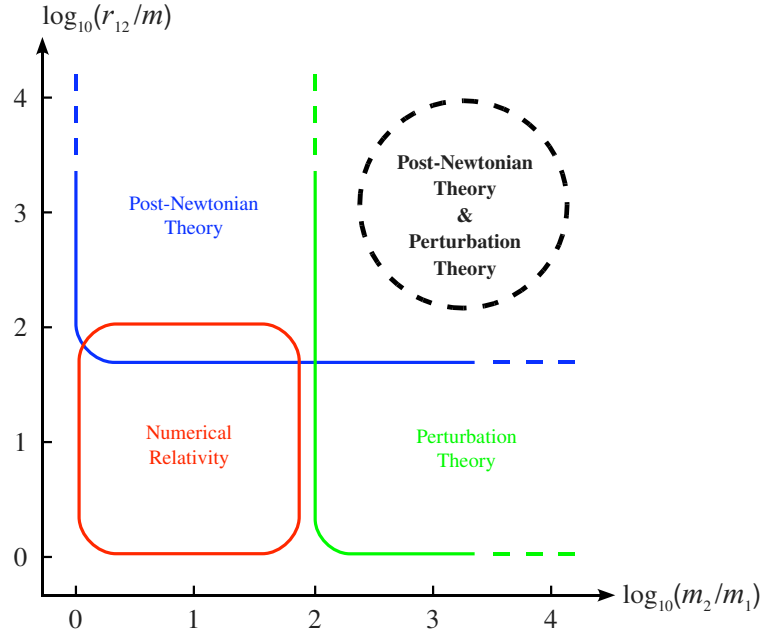 log₁₀(r₁₂/m)
4
Post-Newtonian
Theory
&
Perturbation
Theory
Post-Newtonian
Theory
3
2
Numerical
Relativity
Perturbation
Theory
1
0
0 1 2 3 4
log₁₀(m₂/m₁)